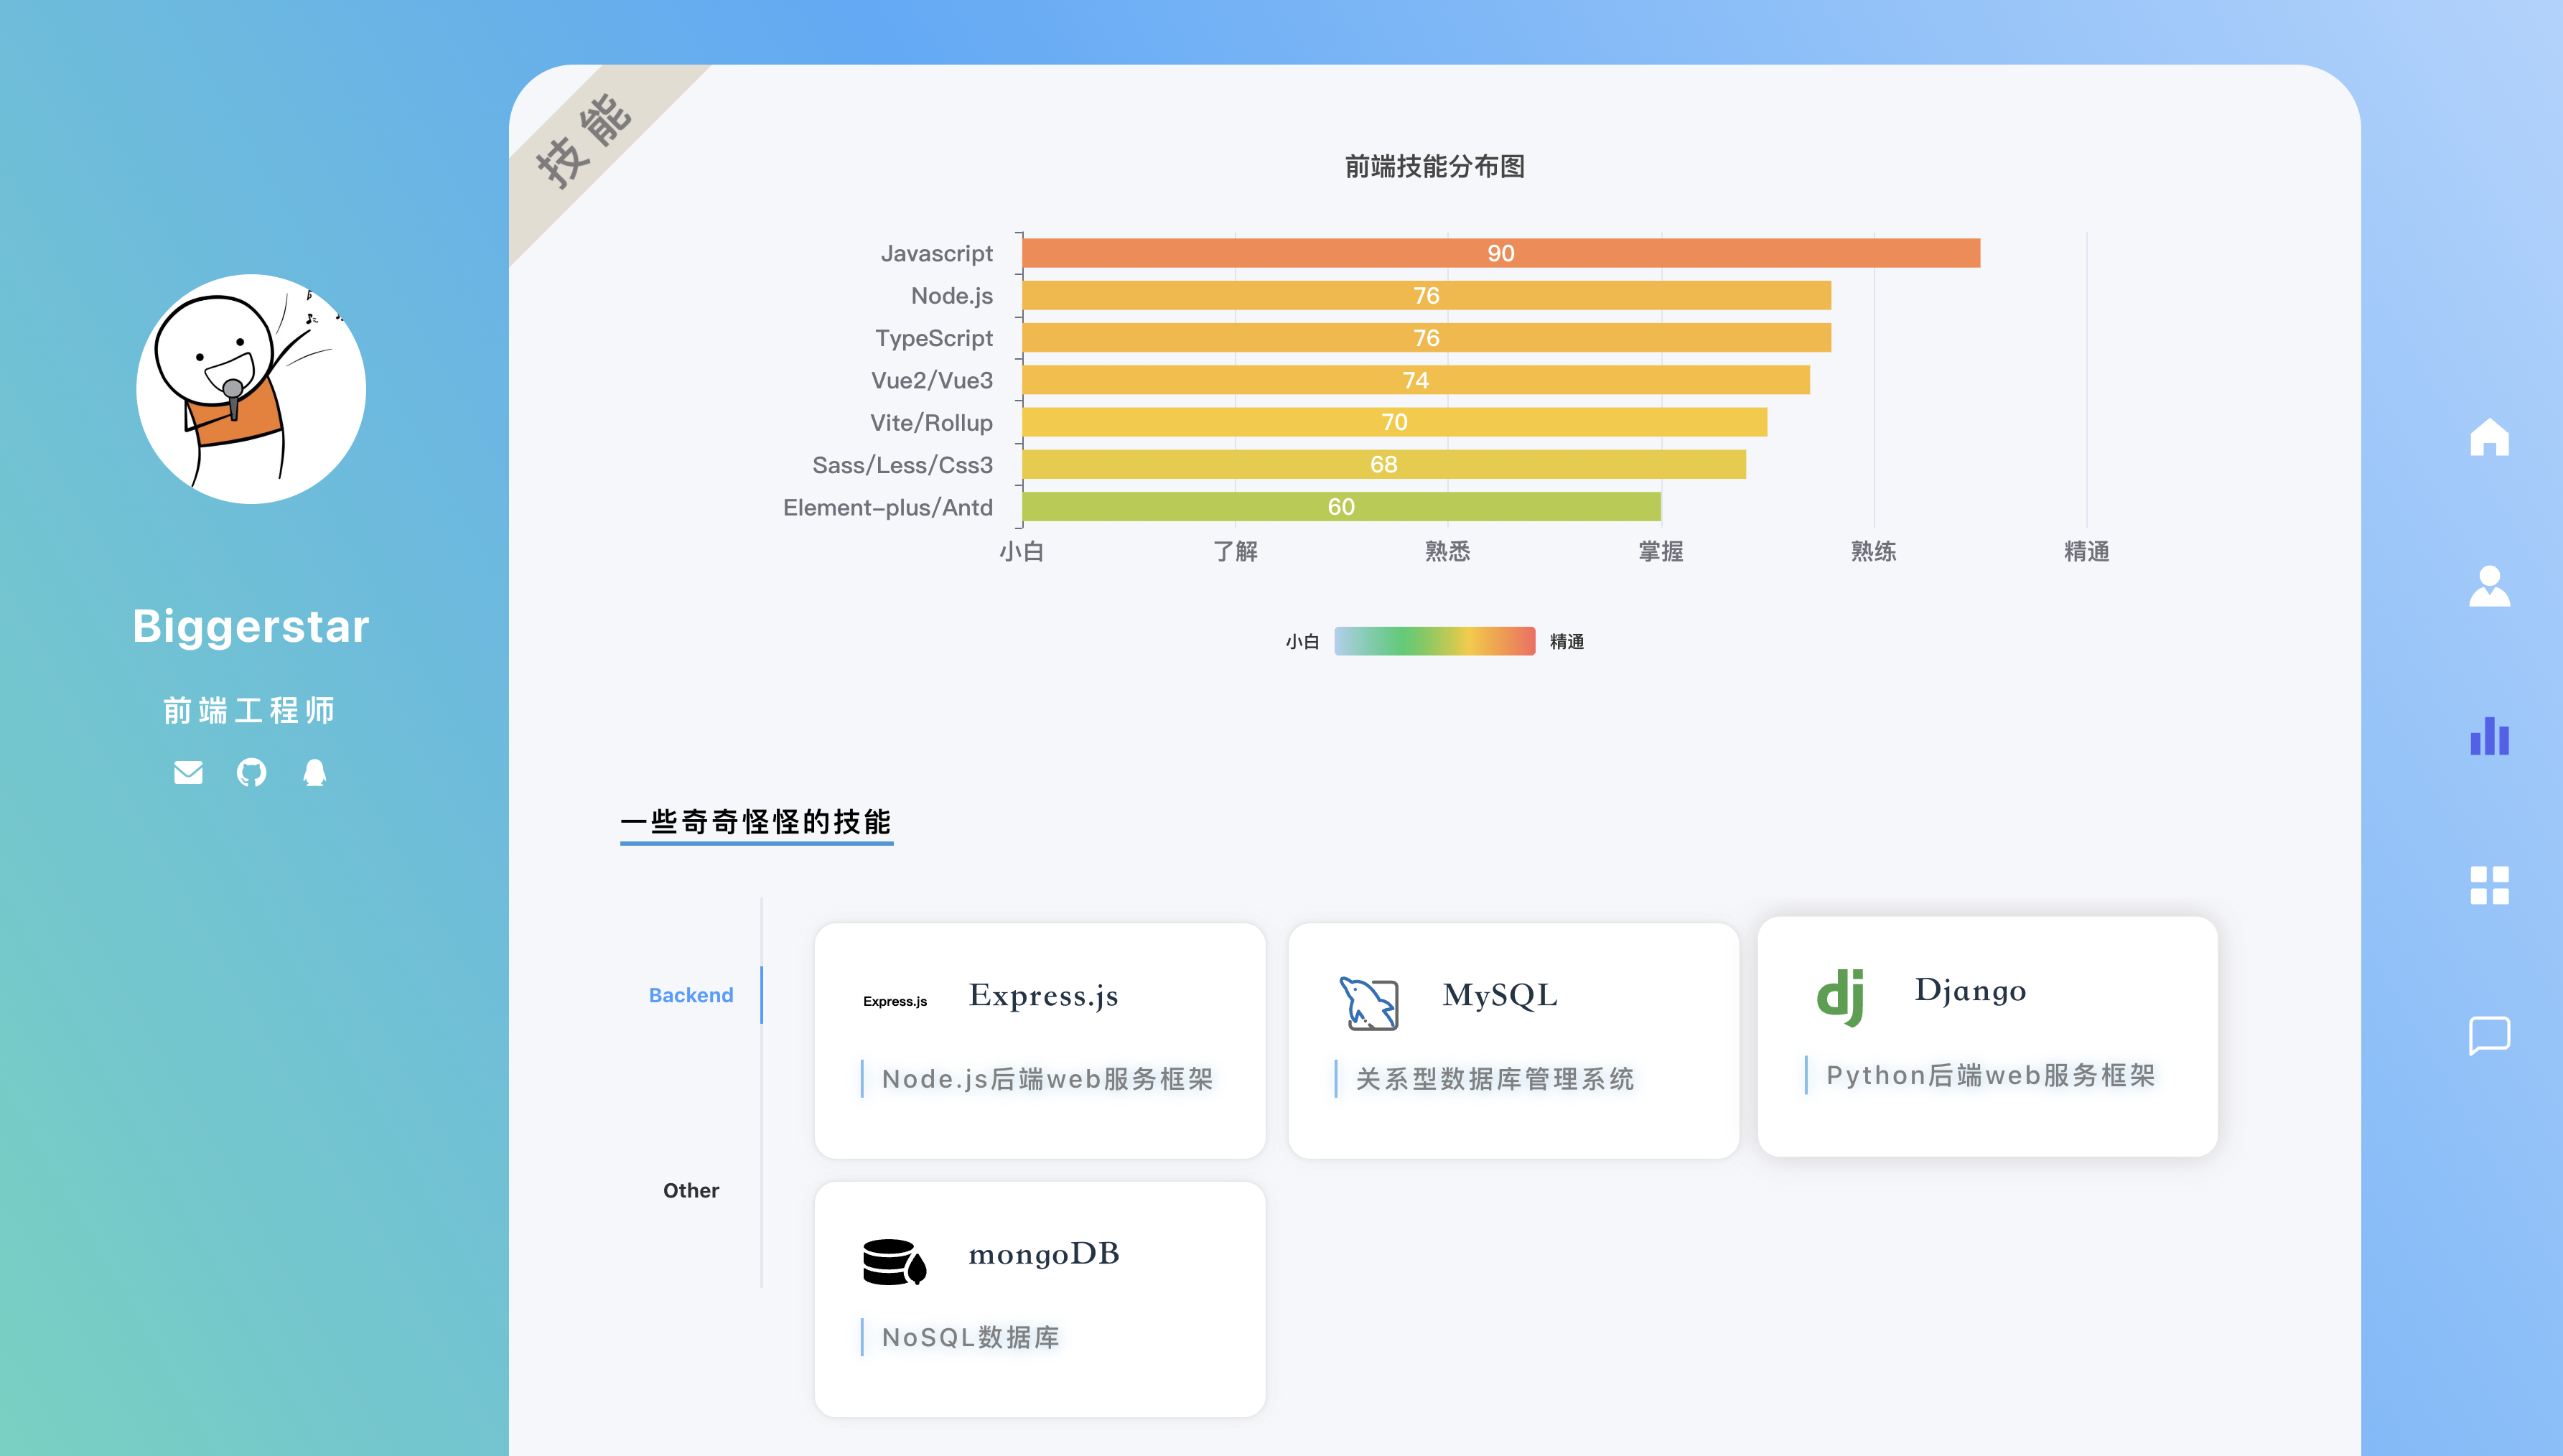 技能
Biggerstar
前端工程师
前端技能分布图
Javascript 90
Node.js 76
TypeScript 76
Vue2/Vue3 74
Vite/Rollup 70
Sass/Less/Css3 68
Element-plus/Antd 60
小白 了解 熟悉 掌握 熟练 精通
小白 精通
一些奇奇怪怪的技能
Backend
Other
Express.js Express.js
Node.js后端web服务框架
MySQL
关系型数据库管理系统
dj Django
Python后端web服务框架
mongoDB
NoSQL数据库